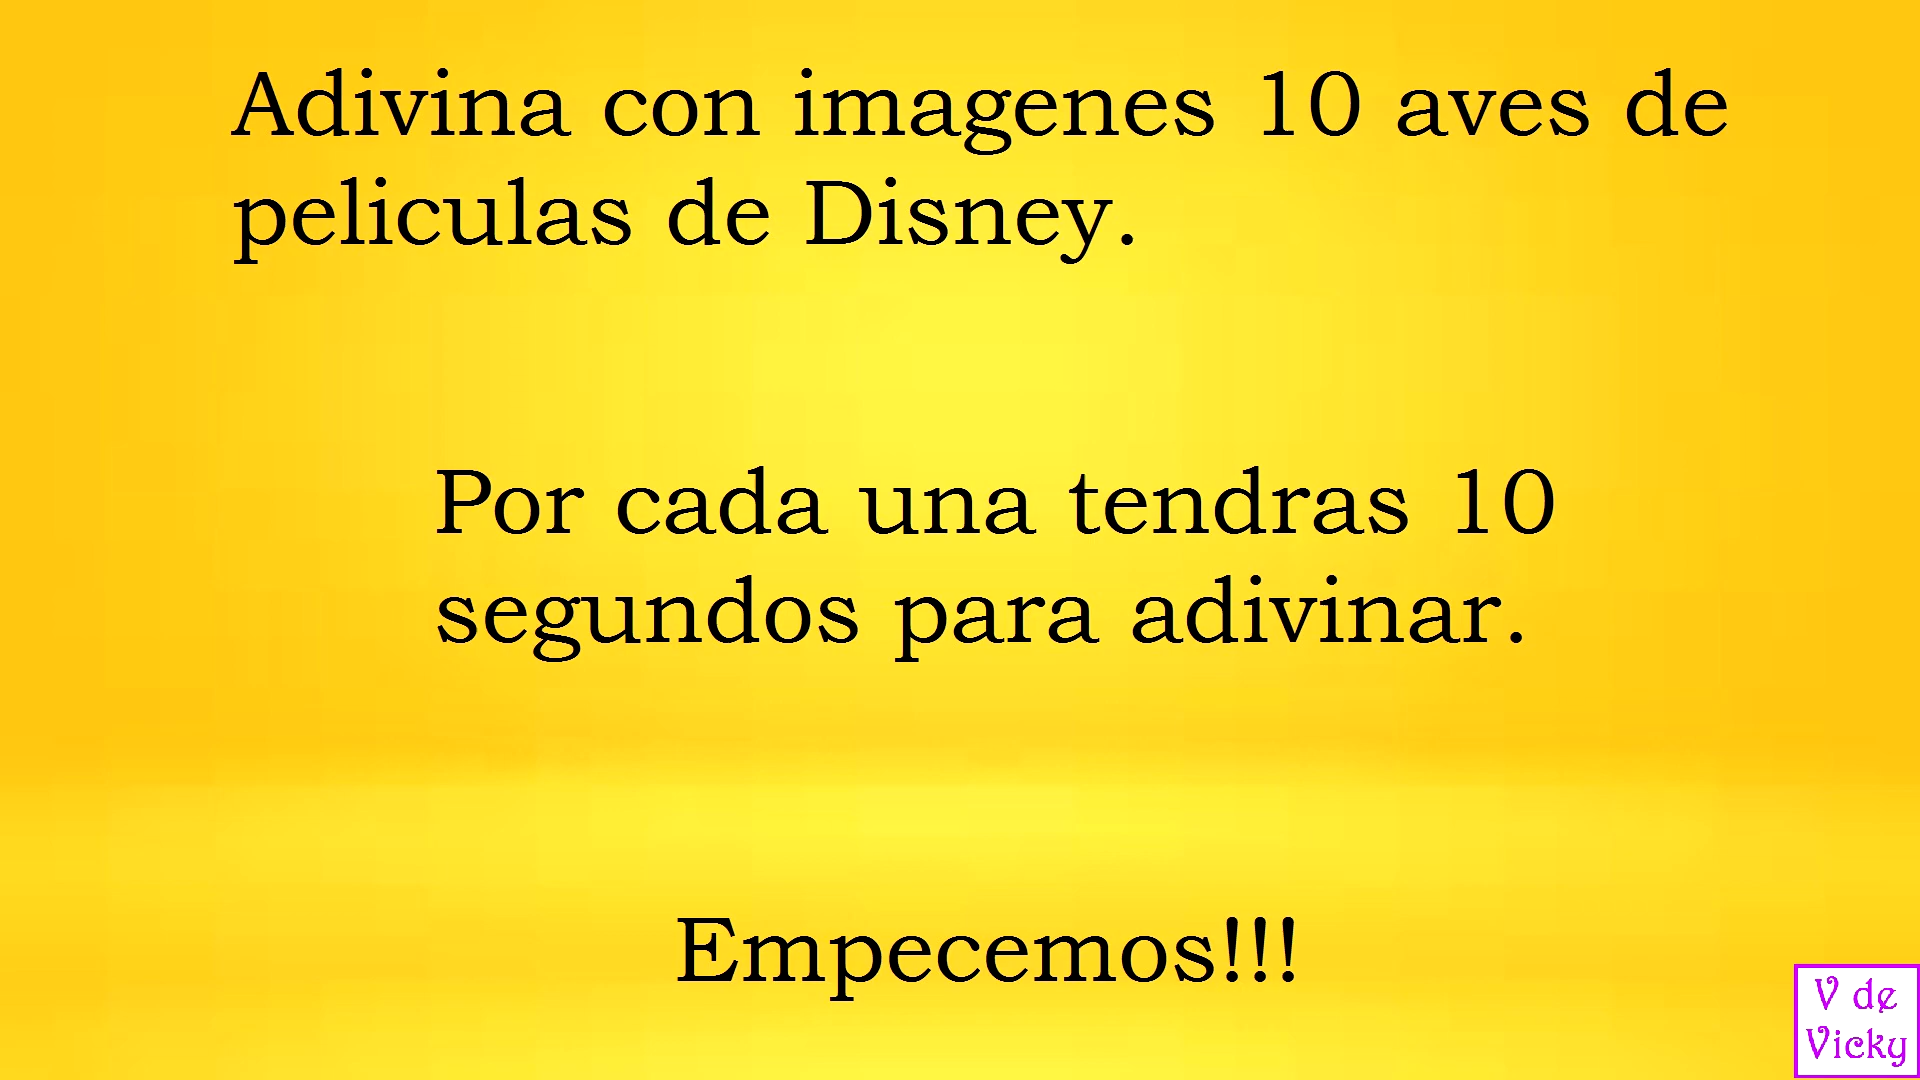 Adivina con imagenes 10 aves de
peliculas de Disney.
Por cada una tendras 10
segundos para adivinar.
Empecemos!!!
V de
Vicky